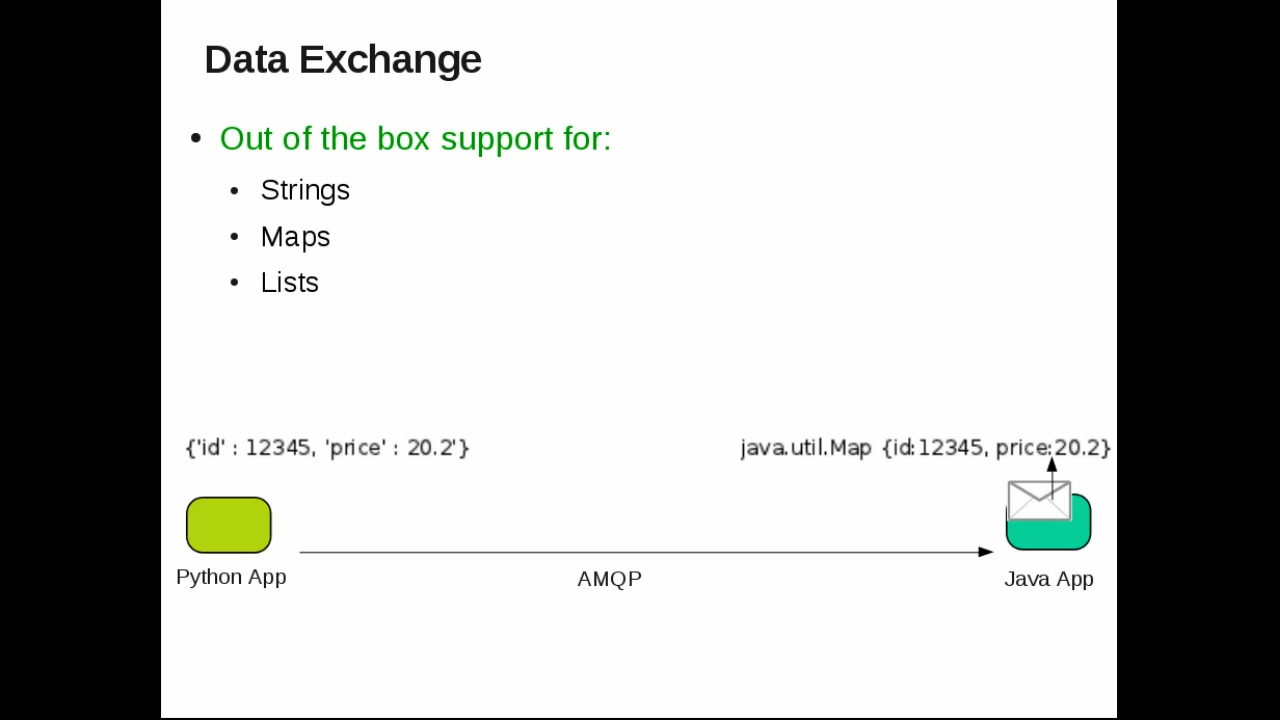 Data Exchange
• Out of the box support for:
• Strings
• Maps
• Lists
{'id' : 12345, 'price' : 20.2'}
java.util.Map {id:12345, price:20.2}
Python App
AMQP
Java App